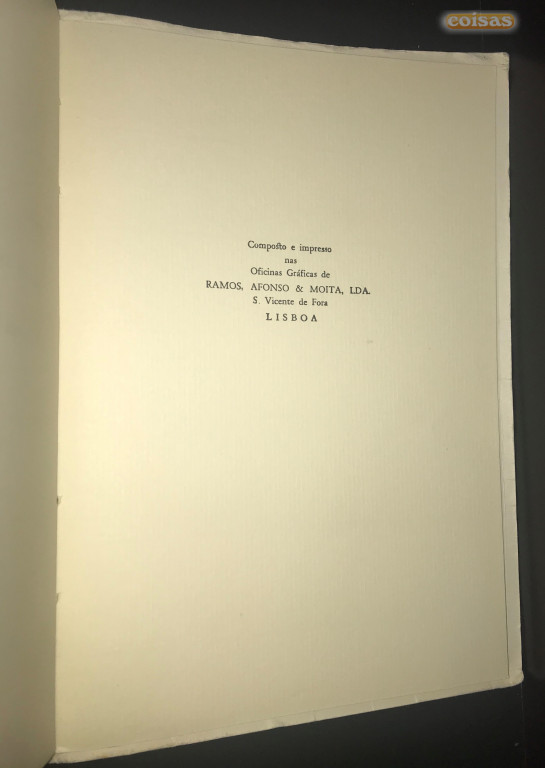 coisas
Composto e impresso
nas
Oficinas Gráficas de
RAMOS, AFONSO & MOITA, LDA.
S. Vicente de Fora
LISBOA